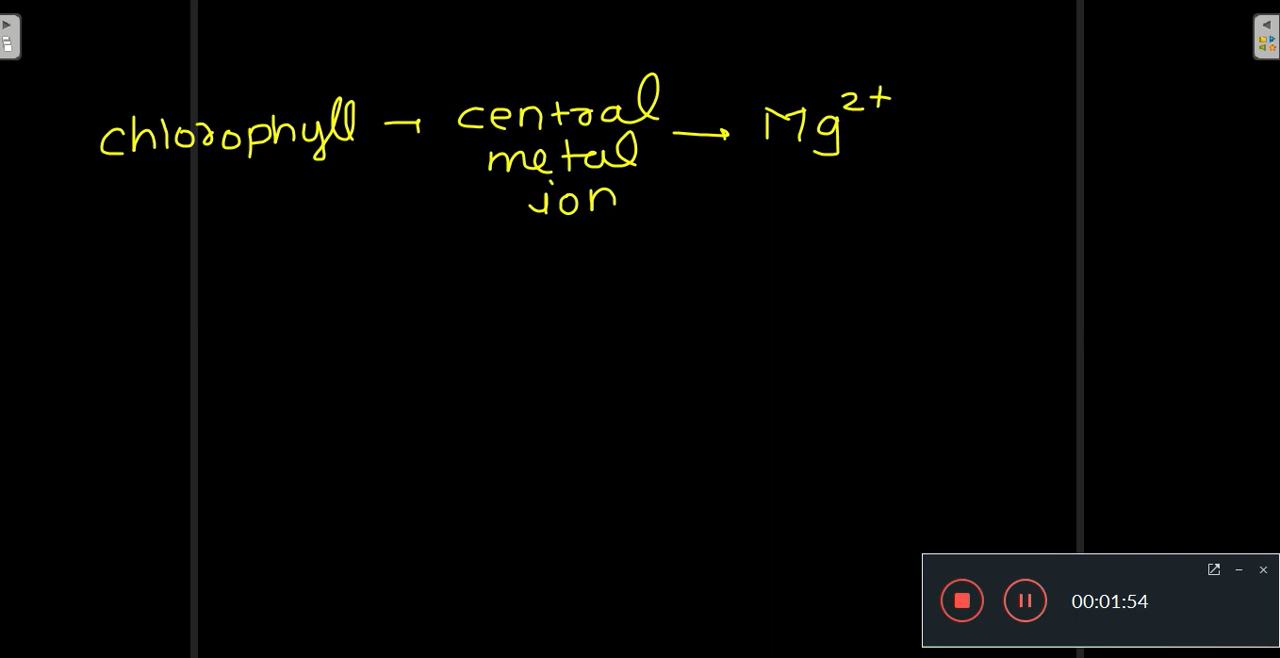 chlorophyll → central metal ion → Mg²⁺
00:01:54